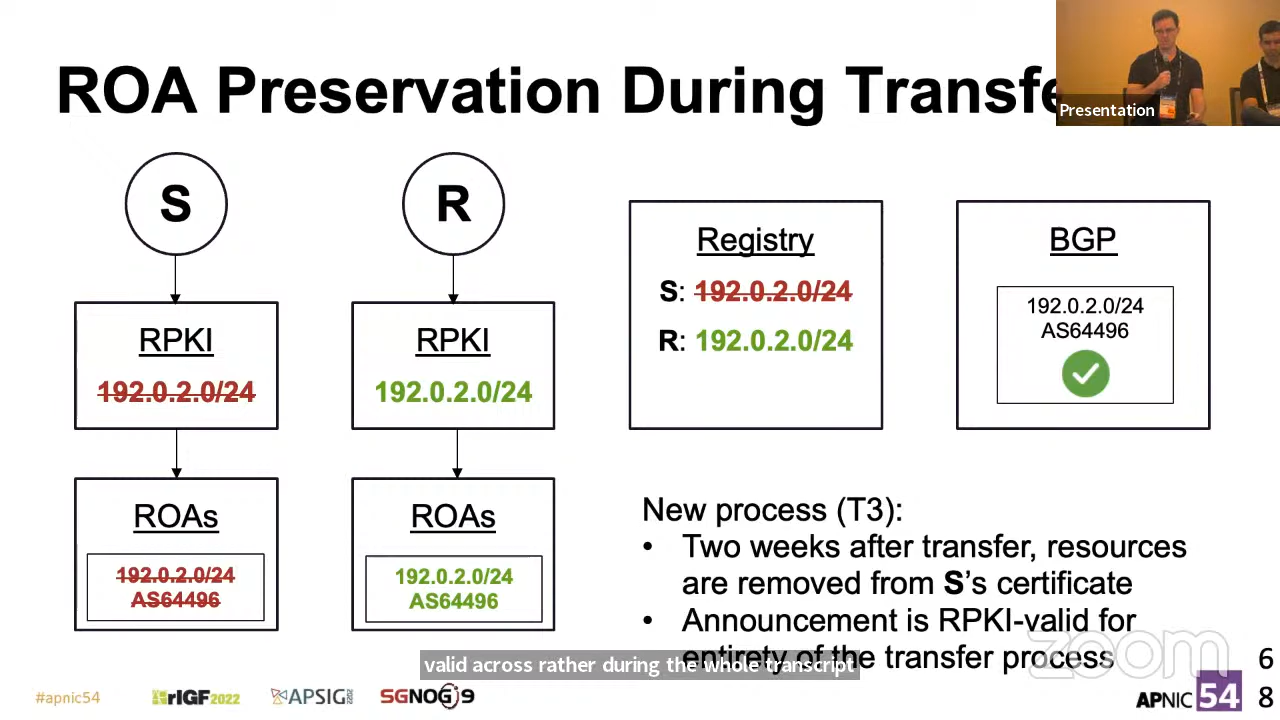 ROA Preservation During Transfe
Presentation
S
R
RPKI
192.0.2.0/24
RPKI
192.0.2.0/24
ROAs
192.0.2.0/24
AS64496
ROAs
192.0.2.0/24
AS64496
Registry
S: 192.0.2.0/24
R: 192.0.2.0/24
BGP
192.0.2.0/24
AS64496
New process (T3):
• Two weeks after transfer, resources
are removed from S's certificate
• Announcement is RPKI-valid for
entirety of the transfer process
valid across rather during the whole transcript
zoom
#apnic54
rIGF2022
APSIG
SGNOG9
APNIC 54
6
8